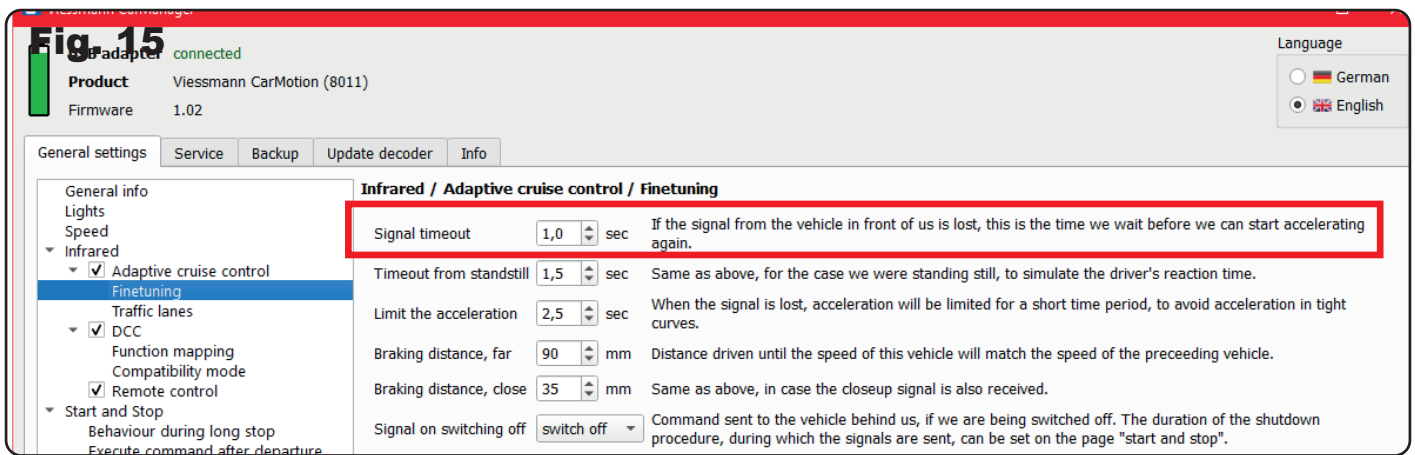 Viessmann CarManager
Fig. 15
USB adapter connected
Product Viessmann CarMotion (8011)
Firmware 1.02
Language
German
English
General settings Service Backup Update decoder Info
General info
Lights
Speed
Infrared
Adaptive cruise control
Finetuning
Traffic lanes
DCC
Function mapping
Compatibility mode
Remote control
Start and Stop
Behaviour during long stop
Execute command after departure
Infrared / Adaptive cruise control / Finetuning
Signal timeout 1,0 sec If the signal from the vehicle in front of us is lost, this is the time we wait before we can start accelerating
again.
Timeout from standstill 1,5 sec Same as above, for the case we were standing still, to simulate the driver's reaction time.
Limit the acceleration 2,5 sec When the signal is lost, acceleration will be limited for a short time period, to avoid acceleration in tight
curves.
Braking distance, far 90 mm Distance driven until the speed of this vehicle will match the speed of the preceeding vehicle.
Braking distance, close 35 mm Same as above, in case the closeup signal is also received.
Signal on switching off switch off Command sent to the vehicle behind us, if we are being switched off. The duration of the shutdown
procedure, during which the signals are sent, can be set on the page "start and stop".